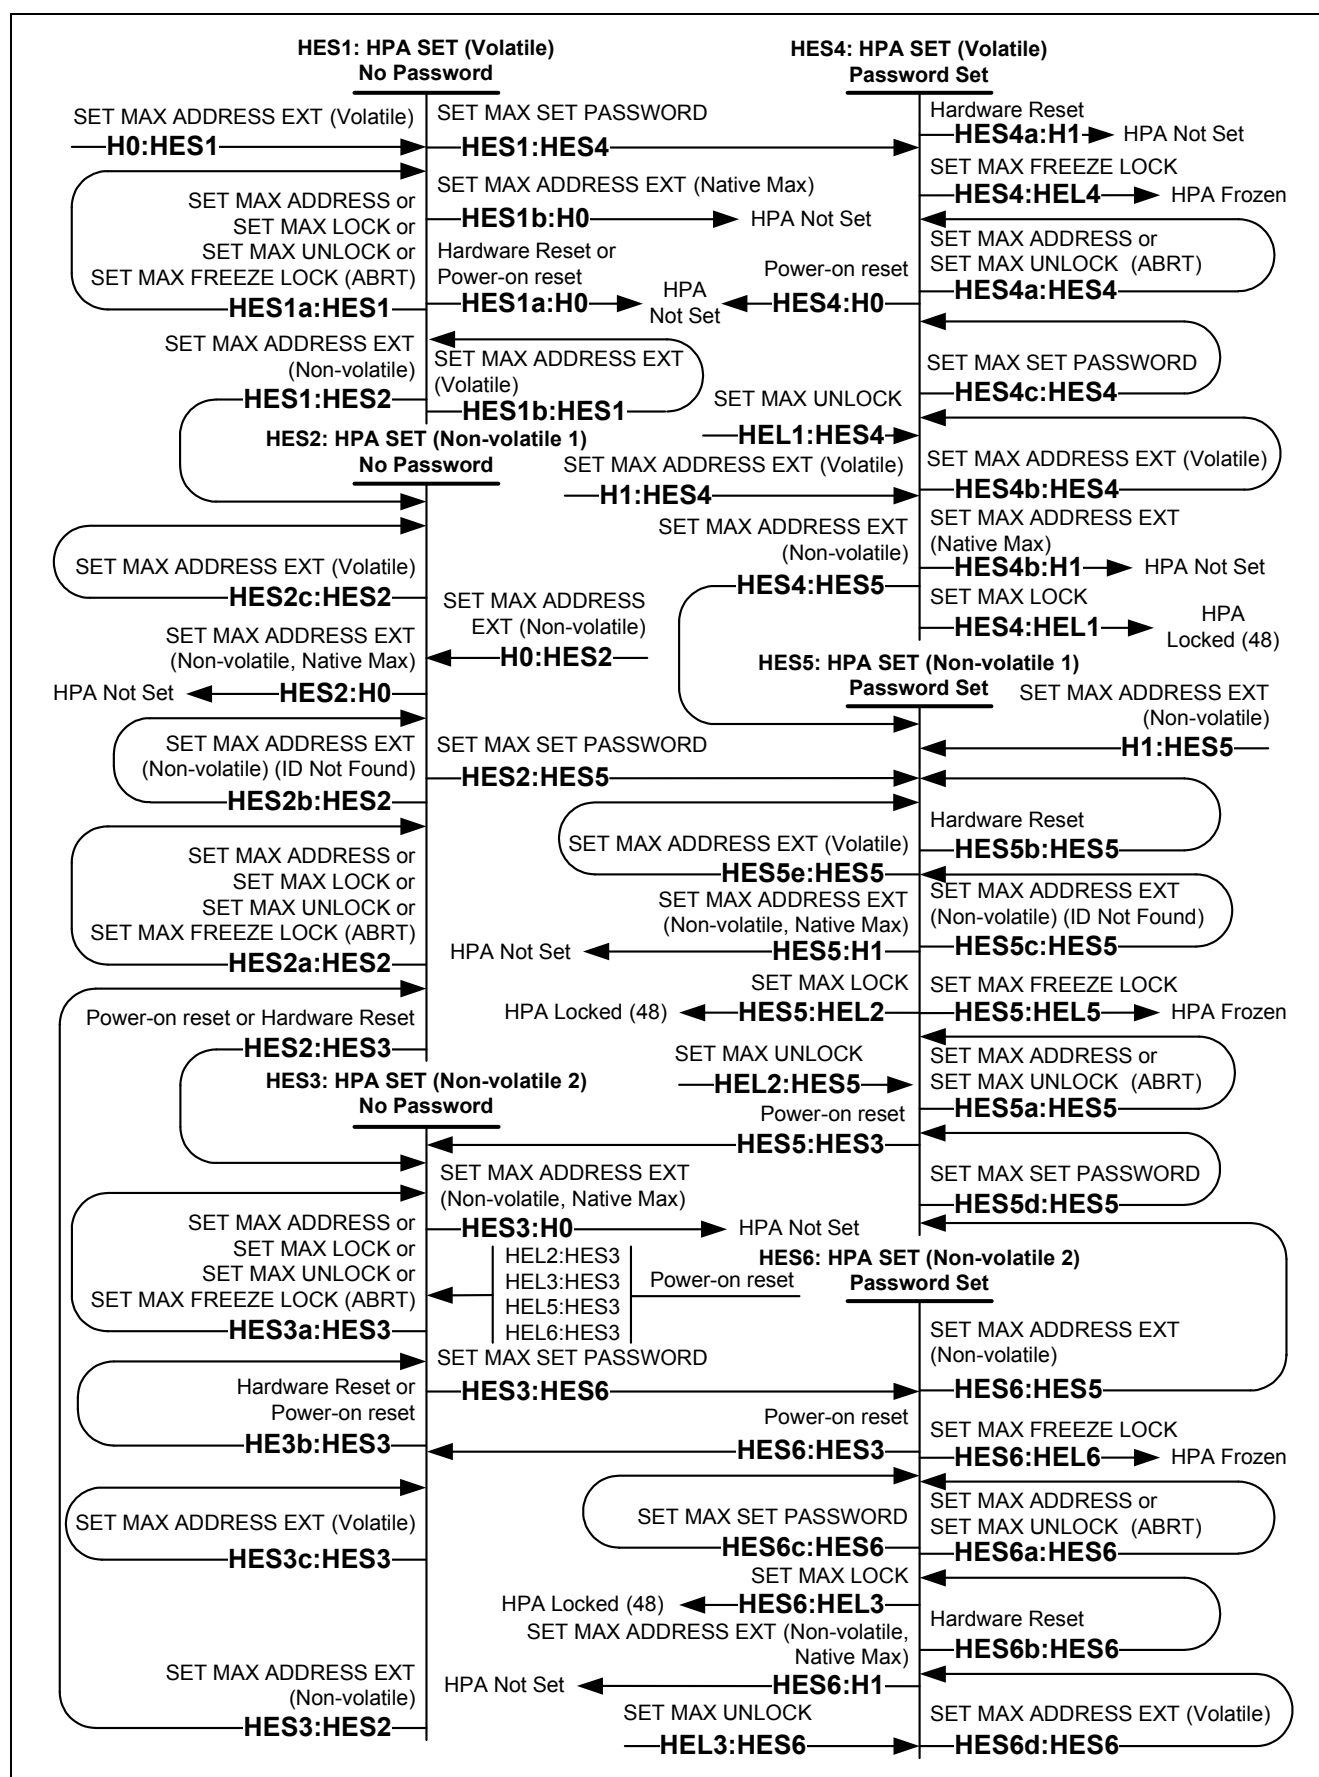 HES1: HPA SET (Volatile)
No Password
SET MAX ADDRESS EXT (Volatile)
H0:HES1
SET MAX SET PASSWORD
HES1:HES4
SET MAX ADDRESS or
SET MAX LOCK or
SET MAX UNLOCK or
SET MAX FREEZE LOCK (ABRT)
HES1a:HES1
SET MAX ADDRESS EXT (Native Max)
HES1b:H0
HPA Not Set
Hardware Reset or
Power-on reset
HES1a:H0
HPA
Not Set
SET MAX ADDRESS EXT
(Non-volatile)
HES1:HES2
SET MAX ADDRESS EXT
(Volatile)
HES1b:HES1
HES2: HPA SET (Non-volatile 1)
No Password
SET MAX ADDRESS EXT (Volatile)
HES2c:HES2
SET MAX ADDRESS
EXT (Non-volatile)
H0:HES2
SET MAX ADDRESS EXT
(Non-volatile, Native Max)
HPA Not Set
HES2:H0
SET MAX ADDRESS EXT
(Non-volatile) (ID Not Found)
HES2b:HES2
SET MAX SET PASSWORD
HES2:HES5
SET MAX ADDRESS or
SET MAX LOCK or
SET MAX UNLOCK or
SET MAX FREEZE LOCK (ABRT)
HES2a:HES2
Power-on reset or Hardware Reset
HES2:HES3
HES3: HPA SET (Non-volatile 2)
No Password
SET MAX ADDRESS EXT
(Non-volatile, Native Max)
HES3:H0
HPA Not Set
SET MAX ADDRESS or
SET MAX LOCK or
SET MAX UNLOCK or
SET MAX FREEZE LOCK (ABRT)
HES3a:HES3
HEL2:HES3
HEL3:HES3
HEL5:HES3
HEL6:HES3
Power-on reset
SET MAX SET PASSWORD
HES3:HES6
Hardware Reset or
Power-on reset
HE3b:HES3
SET MAX ADDRESS EXT (Volatile)
HES3c:HES3
SET MAX ADDRESS EXT
(Non-volatile)
HES3:HES2
HES4: HPA SET (Volatile)
Password Set
Hardware Reset
HES4a:H1
HPA Not Set
SET MAX FREEZE LOCK
HES4:HEL4
HPA Frozen
SET MAX ADDRESS or
SET MAX UNLOCK (ABRT)
HES4a:HES4
Power-on reset
HES4:H0
SET MAX SET PASSWORD
HES4c:HES4
SET MAX UNLOCK
HEL1:HES4
SET MAX ADDRESS EXT (Volatile)
H1:HES4
SET MAX ADDRESS EXT (Volatile)
HES4b:HES4
SET MAX ADDRESS EXT
(Non-volatile)
HES4:HES5
SET MAX ADDRESS EXT
(Native Max)
HES4b:H1
HPA Not Set
SET MAX LOCK
HES4:HEL1
HPA
Locked (48)
HES5: HPA SET (Non-volatile 1)
Password Set
SET MAX ADDRESS EXT
(Non-volatile)
H1:HES5
Hardware Reset
HES5b:HES5
SET MAX ADDRESS EXT (Volatile)
HES5e:HES5
SET MAX ADDRESS EXT
(Non-volatile, Native Max)
HPA Not Set
HES5:H1
SET MAX ADDRESS EXT
(Non-volatile) (ID Not Found)
HES5c:HES5
SET MAX LOCK
HPA Locked (48)
HES5:HEL2
SET MAX FREEZE LOCK
HES5:HEL5
HPA Frozen
SET MAX UNLOCK
HEL2:HES5
SET MAX ADDRESS or
SET MAX UNLOCK (ABRT)
HES5a:HES5
Power-on reset
HES5:HES3
SET MAX SET PASSWORD
HES5d:HES5
HES6: HPA SET (Non-volatile 2)
Password Set
SET MAX ADDRESS EXT
(Non-volatile)
HES6:HES5
Power-on reset
HES6:HES3
SET MAX FREEZE LOCK
HES6:HEL6
HPA Frozen
SET MAX SET PASSWORD
HES6c:HES6
SET MAX ADDRESS or
SET MAX UNLOCK (ABRT)
HES6a:HES6
SET MAX LOCK
HPA Locked (48)
HES6:HEL3
Hardware Reset
HES6b:HES6
SET MAX ADDRESS EXT (Non-volatile,
Native Max)
HPA Not Set
HES6:H1
SET MAX UNLOCK
HEL3:HES6
SET MAX ADDRESS EXT (Volatile)
HES6d:HES6